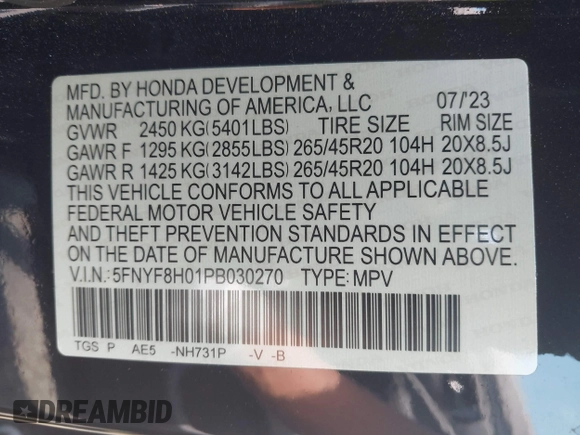 MFD. BY HONDA DEVELOPMENT &
MANUFACTURING OF AMERICA, LLC 07/'23
GVWR 2450 KG(5401LBS) TIRE SIZE RIM SIZE
GAWR F 1295 KG(2855LBS) 265/45R20 104H 20X8.5J
GAWR R 1425 KG(3142LBS) 265/45R20 104H 20X8.5J
THIS VEHICLE CONFORMS TO ALL APPLICABLE
FEDERAL MOTOR VEHICLE SAFETY
AND THEFT PREVENTION STANDARDS IN EFFECT
ON THE DATE OF MANUFACTURE SHOWN ABOVE.
V.I.N.: 5FNYF8H01PB030270 TYPE: MPV
TGS P AE5 -NH731P -V -B
DREAMBID